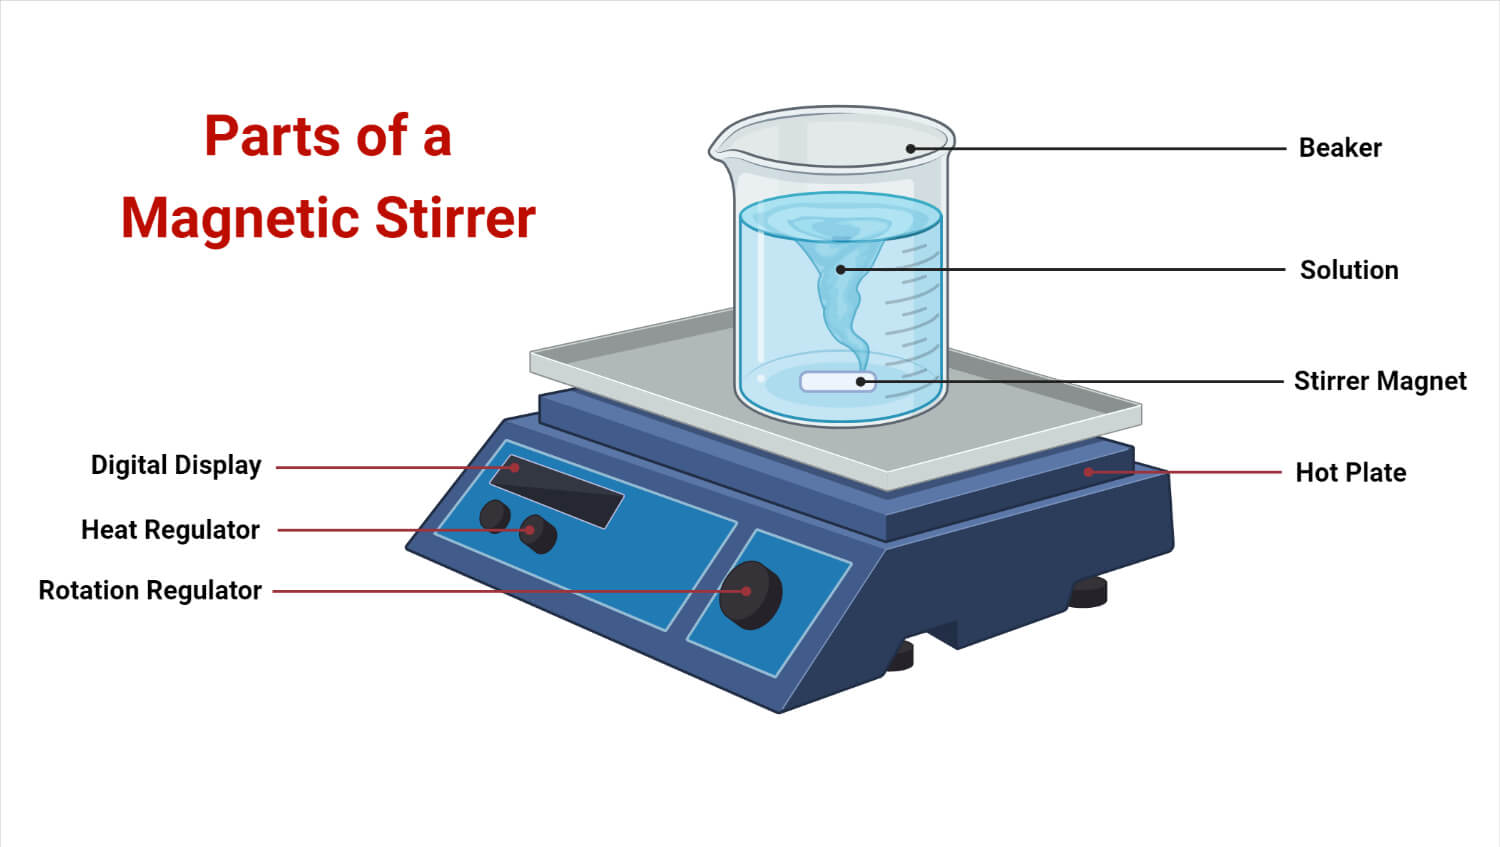 Parts of a
Magnetic Stirrer
Beaker
Solution
Stirrer Magnet
Digital Display
Hot Plate
Heat Regulator
Rotation Regulator